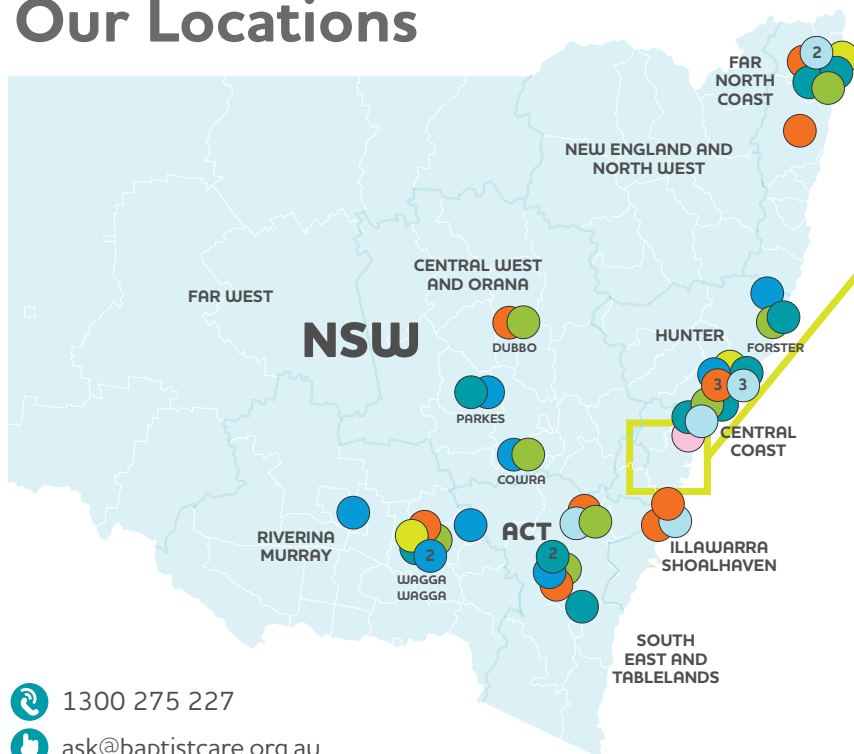 Our Locations
FAR
NORTH
COAST
2
NEW ENGLAND AND
NORTH WEST
CENTRAL WEST
AND ORANA
FAR WEST
NSW
DUBBO
HUNTER
FORSTER
3
3
PARKES
CENTRAL
COAST
COWRA
ACT
RIVERINA
MURRAY
2
WAGGA
WAGGA
2
ILLAWARRA
SHOALHAVEN
SOUTH
EAST AND
TABLELANDS
1300 275 227
ask@baptistcare.org.au